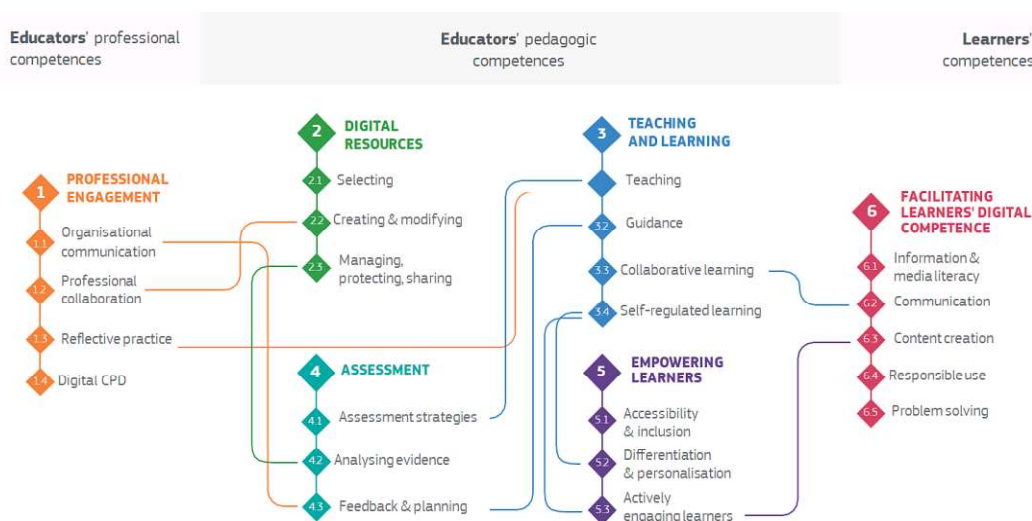 Educators' professional
competences
Educators' pedagogic
competences
Learners'
competences
1
PROFESSIONAL
ENGAGEMENT
1.1
Organisational
communication
1.2
Professional
collaboration
1.3
Reflective practice
1.4
Digital CPD
2
DIGITAL
RESOURCES
2.1
Selecting
2.2
Creating & modifying
2.3
Managing,
protecting, sharing
3
TEACHING
AND LEARNING
Teaching
3.2
Guidance
3.3
Collaborative learning
3.4
Self-regulated learning
4
ASSESSMENT
4.1
Assessment strategies
4.2
Analysing evidence
4.3
Feedback & planning
5
EMPOWERING
LEARNERS
5.1
Accessibility
& inclusion
5.2
Differentiation
& personalisation
5.3
Actively
engaging learners
6
FACILITATING
LEARNERS' DIGITAL
COMPETENCE
6.1
Information &
media literacy
6.2
Communication
6.3
Content creation
6.4
Responsible use
6.5
Problem solving